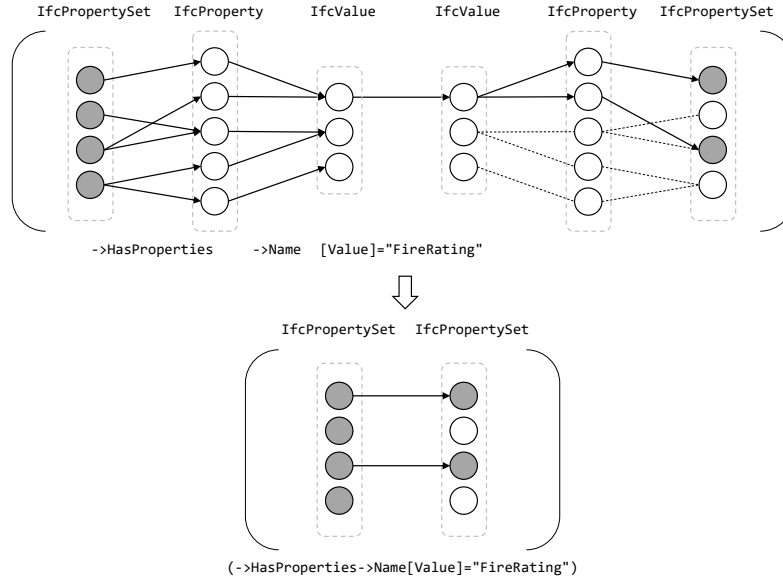 IfcPropertySet IfcProperty IfcValue IfcValue IfcProperty IfcPropertySet
->HasProperties ->Name [Value]="FireRating"
IfcPropertySet IfcPropertySet
(->HasProperties->Name[Value]="FireRating")